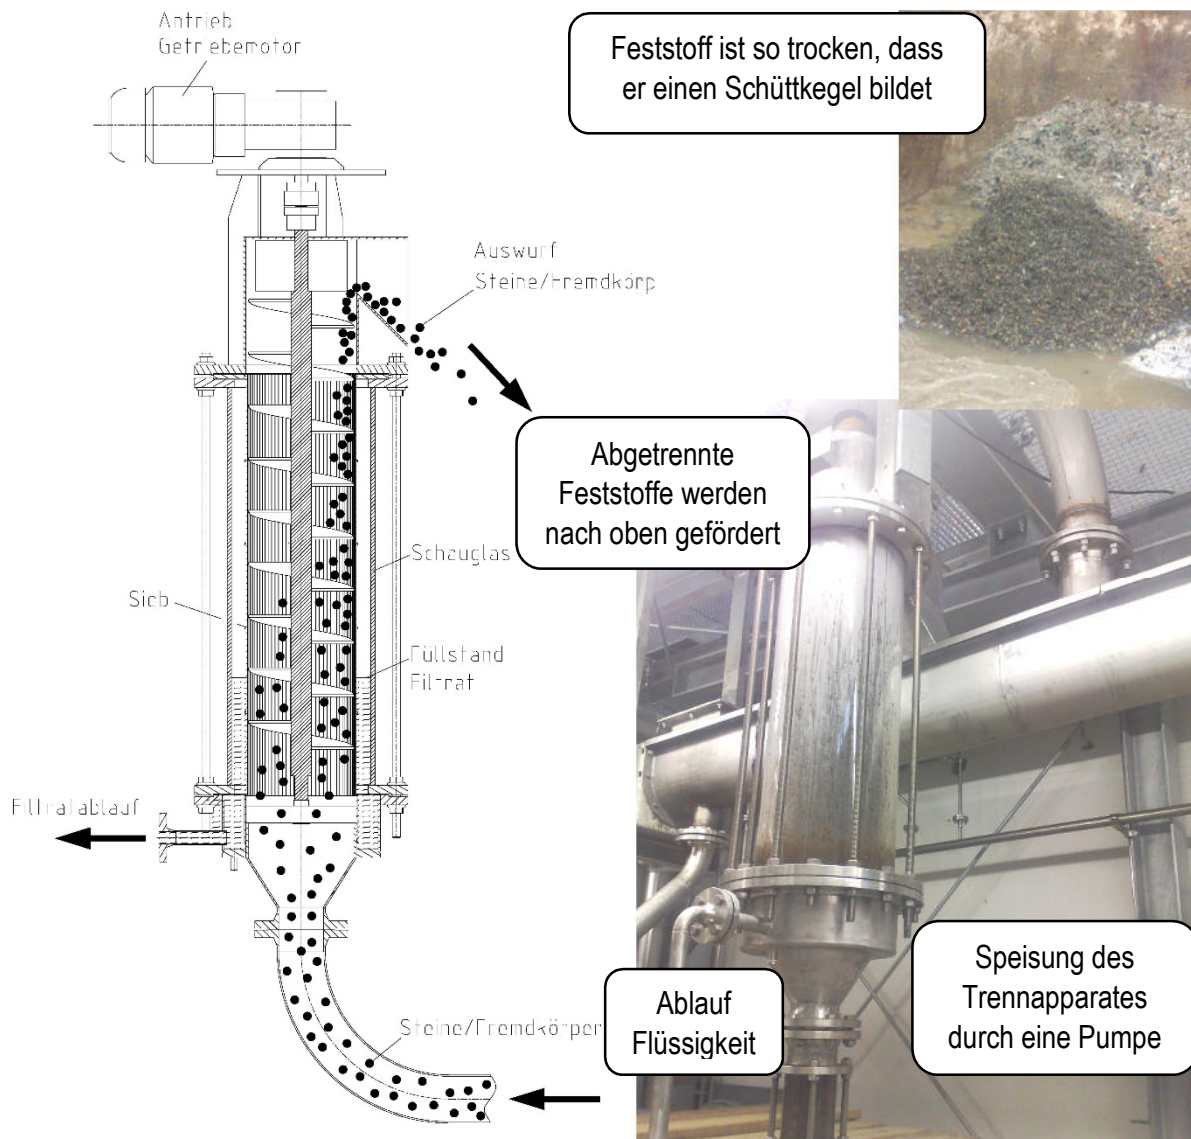 Antrieb
Getriebemotor
Feststoff ist so trocken, dass
er einen Schüttkegel bildet
Auswurf
Steine/Fremdkörp
Abgetrennte
Feststoffe werden
nach oben gefördert
Schauglas
Sieb
Füllstand
Filtrat
Filtratablauf
Steine/Fremdkörper
Ablauf
Flüssigkeit
Speisung des
Trennapparates
durch eine Pumpe